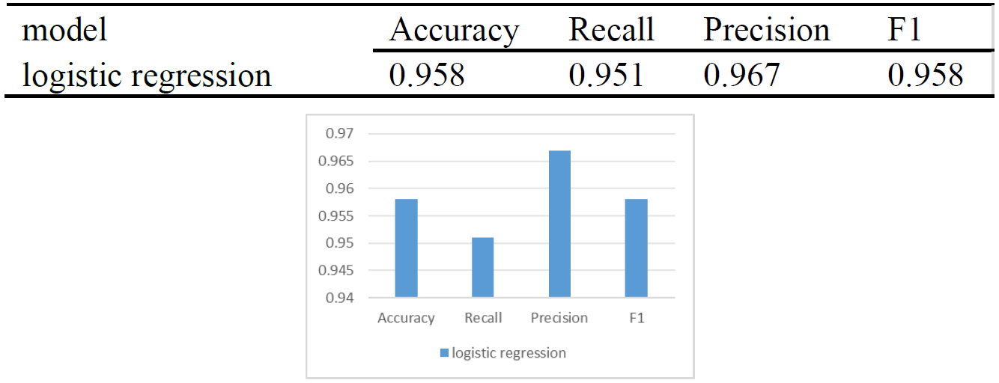 model Accuracy Recall Precision F1
logistic regression 0.958 0.951 0.967 0.958
0.97
0.965
0.96
0.955
0.95
0.945
0.94
Accuracy Recall Precision F1
logistic regression